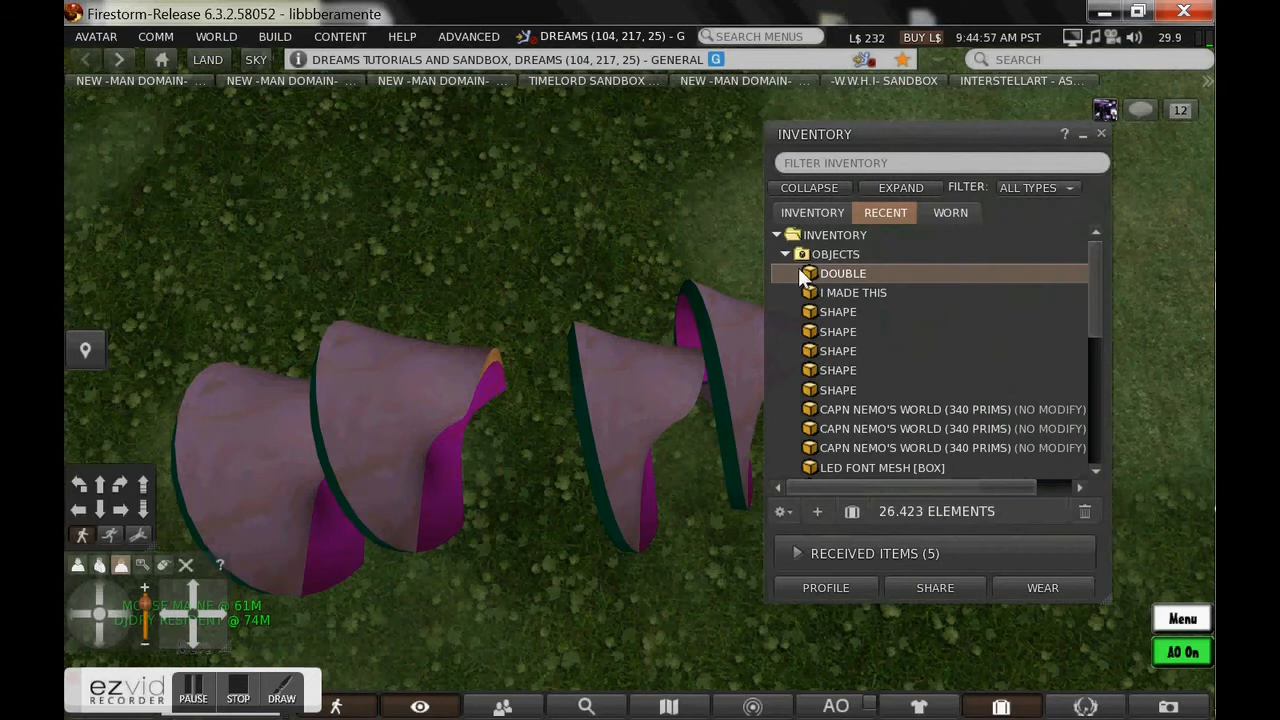 Firestorm-Release 6.3.2.58052 - libbberamente
AVATAR COMM WORLD BUILD CONTENT HELP ADVANCED DREAMS (104, 217, 25) - G SEARCH MENUS L$ 232 BUY L$ 9:44:57 AM PST 29.9
LAND SKY DREAMS TUTORIALS AND SANDBOX, DREAMS (104, 217, 25) - GENERAL G SEARCH
NEW -MAN DOMAIN- ... NEW -MAN DOMAIN- ... NEW -MAN DOMAIN- ... TIMELORD SANDBOX ... NEW -MAN DOMAIN- ... -W.W.H.I- SANDBOX INTERSTELLART - AS...
12
INVENTORY ?
FILTER INVENTORY
COLLAPSE EXPAND FILTER: ALL TYPES
INVENTORY RECENT WORN
INVENTORY
OBJECTS
DOUBLE
I MADE THIS
SHAPE
SHAPE
SHAPE
SHAPE
SHAPE
CAPN NEMO'S WORLD (340 PRIMS) (NO MODIFY)
CAPN NEMO'S WORLD (340 PRIMS) (NO MODIFY)
CAPN NEMO'S WORLD (340 PRIMS) (NO MODIFY)
LED FONT MESH [BOX]
26.423 ELEMENTS
RECEIVED ITEMS (5)
PROFILE SHARE WEAR
?
@ 61M
@ 74M
Menu
AO On
ezvid
RECORDER
PAUSE STOP DRAW
AO